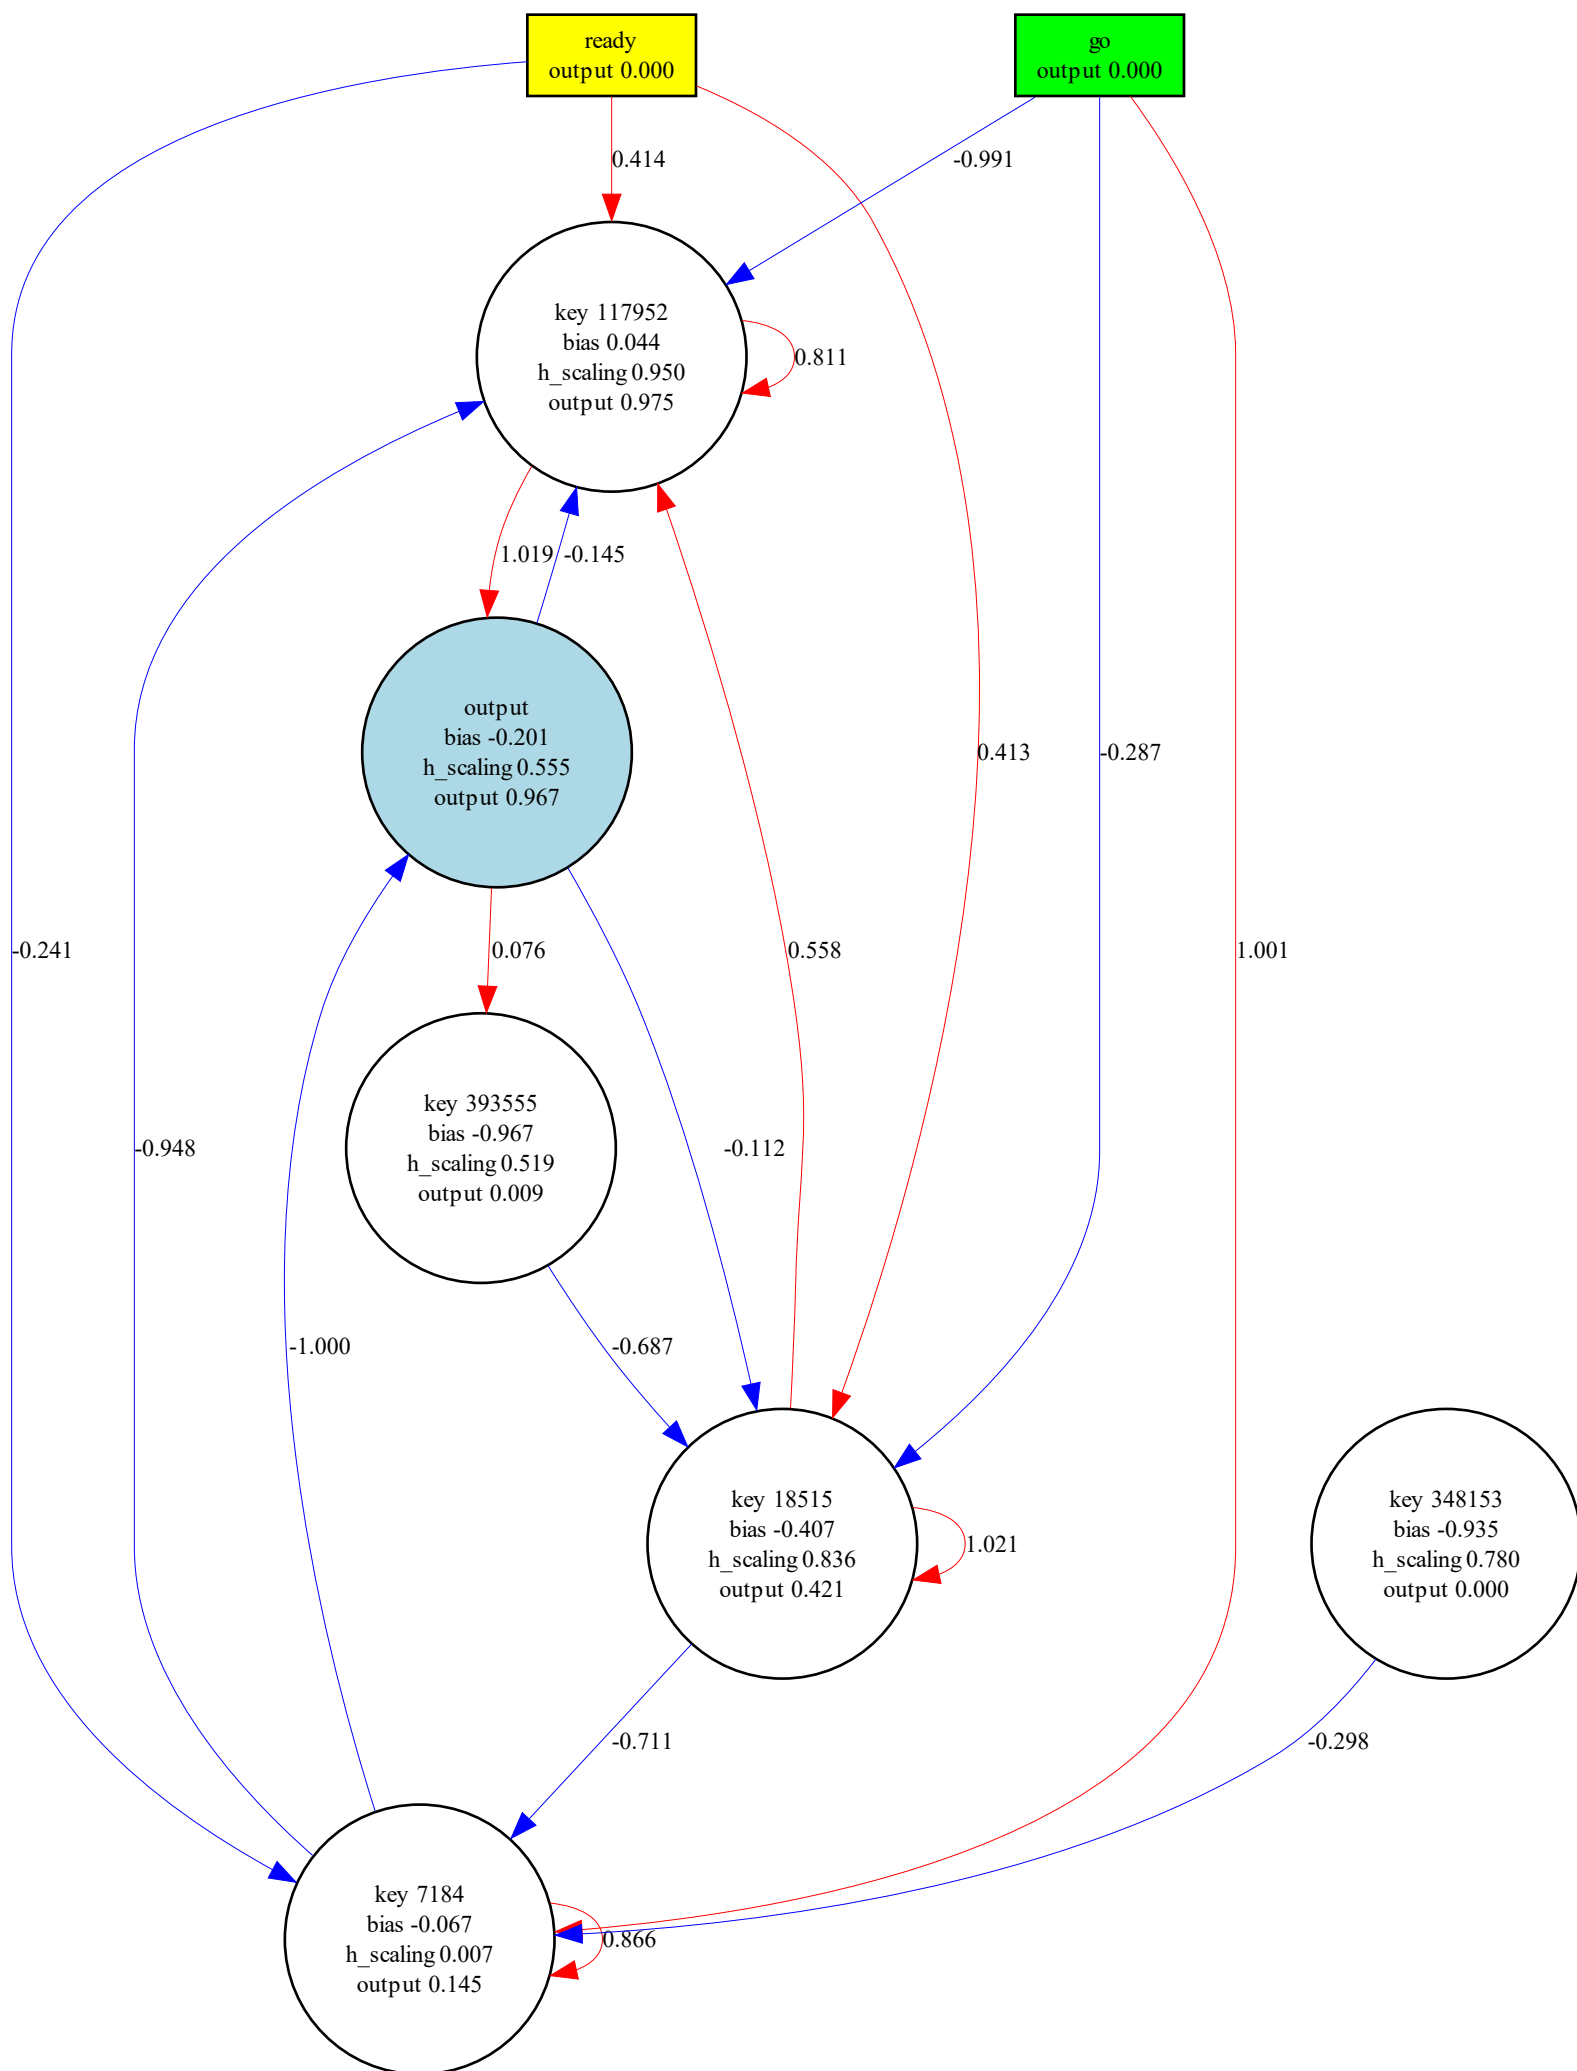 ready
output 0.000
go
output 0.000
0.414
-0.991
key 117952
bias 0.044
h_scaling 0.950
output 0.975
0.811
1.019
-0.145
output
bias -0.201
h_scaling 0.555
output 0.967
0.413
-0.287
-0.241
0.076
0.558
1.001
key 393555
bias -0.967
h_scaling 0.519
output 0.009
-0.948
-0.112
-1.000
-0.687
key 18515
bias -0.407
h_scaling 0.836
output 0.421
1.021
key 348153
bias -0.935
h_scaling 0.780
output 0.000
-0.711
-0.298
key 7184
bias -0.067
h_scaling 0.007
output 0.145
0.866